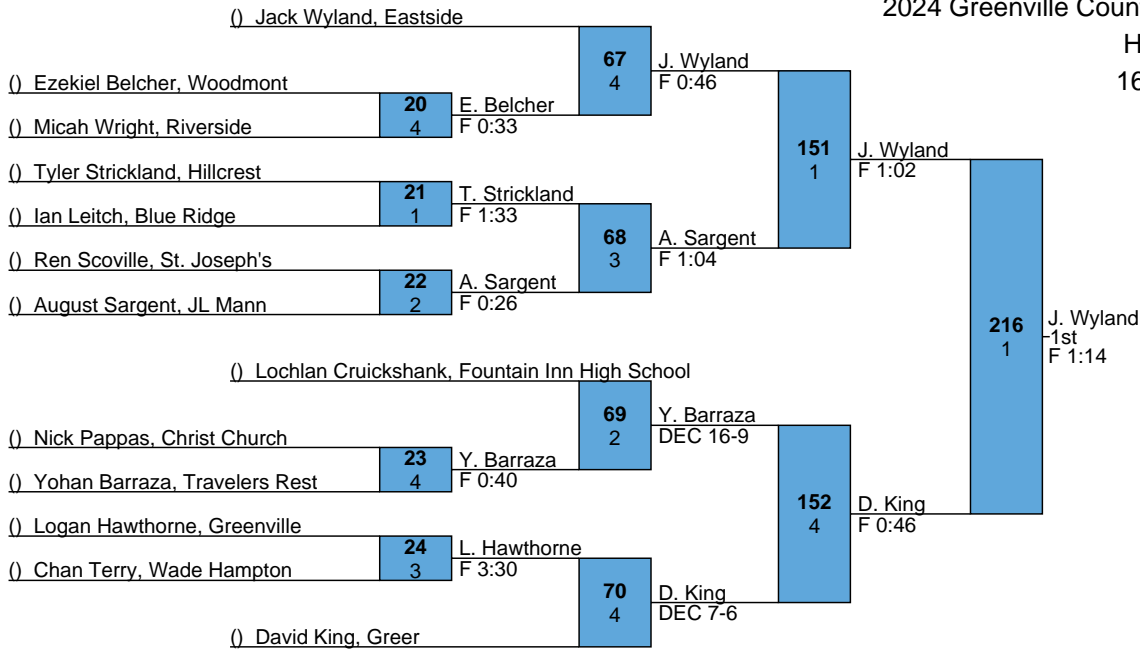 2024 Greenville Coun
H
16
() Jack Wyland, Eastside
67
4
J. Wyland
F 0:46
() Ezekiel Belcher, Woodmont
20
4
E. Belcher
F 0:33
() Micah Wright, Riverside
151
1
J. Wyland
F 1:02
() Tyler Strickland, Hillcrest
21
1
T. Strickland
F 1:33
() Ian Leitch, Blue Ridge
68
3
A. Sargent
F 1:04
() Ren Scoville, St. Joseph's
22
2
A. Sargent
F 0:26
() August Sargent, JL Mann
216
1
J. Wyland
1st
F 1:14
() Lochlan Cruickshank, Fountain Inn High School
69
2
Y. Barraza
DEC 16-9
() Nick Pappas, Christ Church
23
4
Y. Barraza
F 0:40
() Yohan Barraza, Travelers Rest
152
4
D. King
F 0:46
() Logan Hawthorne, Greenville
24
3
L. Hawthorne
F 3:30
() Chan Terry, Wade Hampton
70
4
D. King
DEC 7-6
() David King, Greer